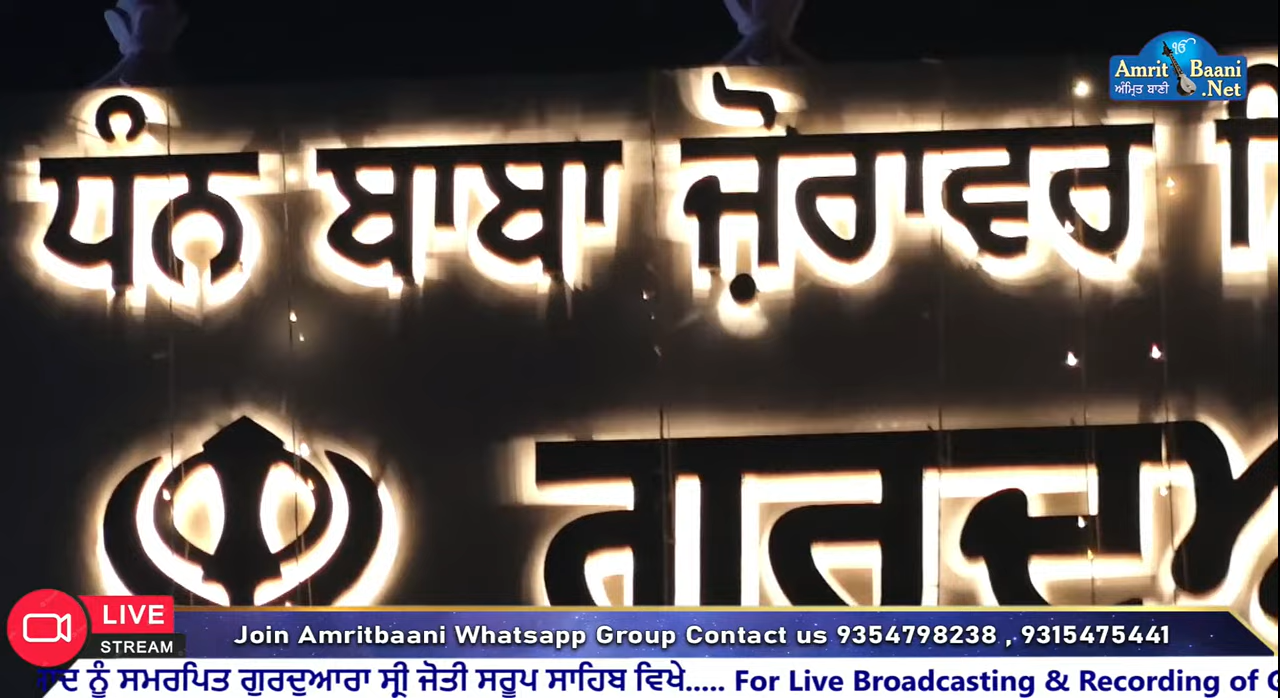 Amrit Baani
ਅੰਮ੍ਰਿਤ ਬਾਣੀ .Net
ਧੰਨ ਬਾਬਾ ਜ਼ੋਰਾਵਰ
LIVE
STREAM
Join Amritbaani Whatsapp Group Contact us 9354798238 , 9315475441
ਨੂੰ ਸਮਰਪਿਤ ਗੁਰਦੁਆਰਾ ਸ੍ਰੀ ਜੋਤੀ ਸਰੂਪ ਸਾਹਿਬ ਵਿਖੇ..... For Live Broadcasting & Recording of